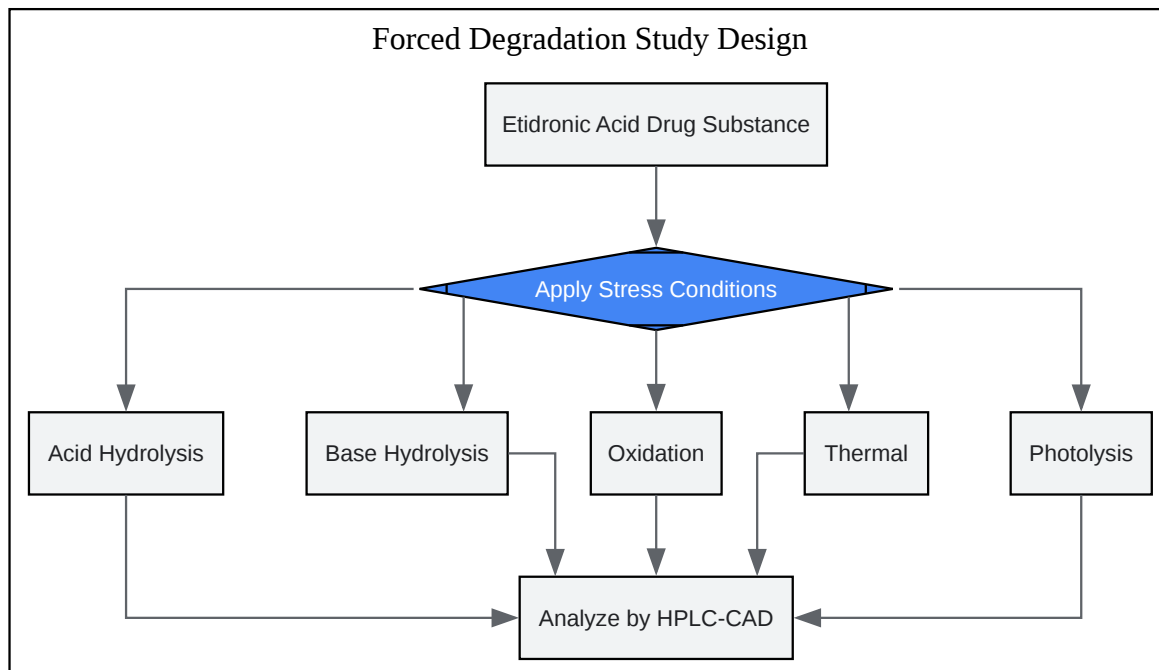 Forced Degradation Study Design
Etidronic Acid Drug Substance
Apply Stress Conditions
Acid Hydrolysis
Base Hydrolysis
Oxidation
Thermal
Photolysis
Analyze by HPLC-CAD